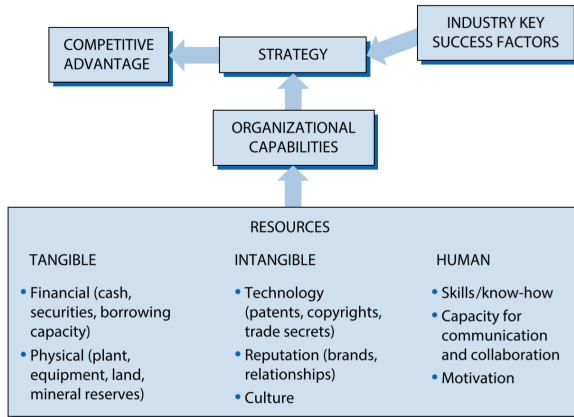 COMPETITIVE
ADVANTAGE
STRATEGY
INDUSTRY KEY
SUCCESS FACTORS
ORGANIZATIONAL
CAPABILITIES
RESOURCES
TANGIBLE
• Financial (cash,
securities, borrowing
capacity)
• Physical (plant,
equipment, land,
mineral reserves)
INTANGIBLE
• Technology
(patents, copyrights,
trade secrets)
• Reputation (brands,
relationships)
• Culture
HUMAN
• Skills/know-how
• Capacity for
communication
and collaboration
• Motivation